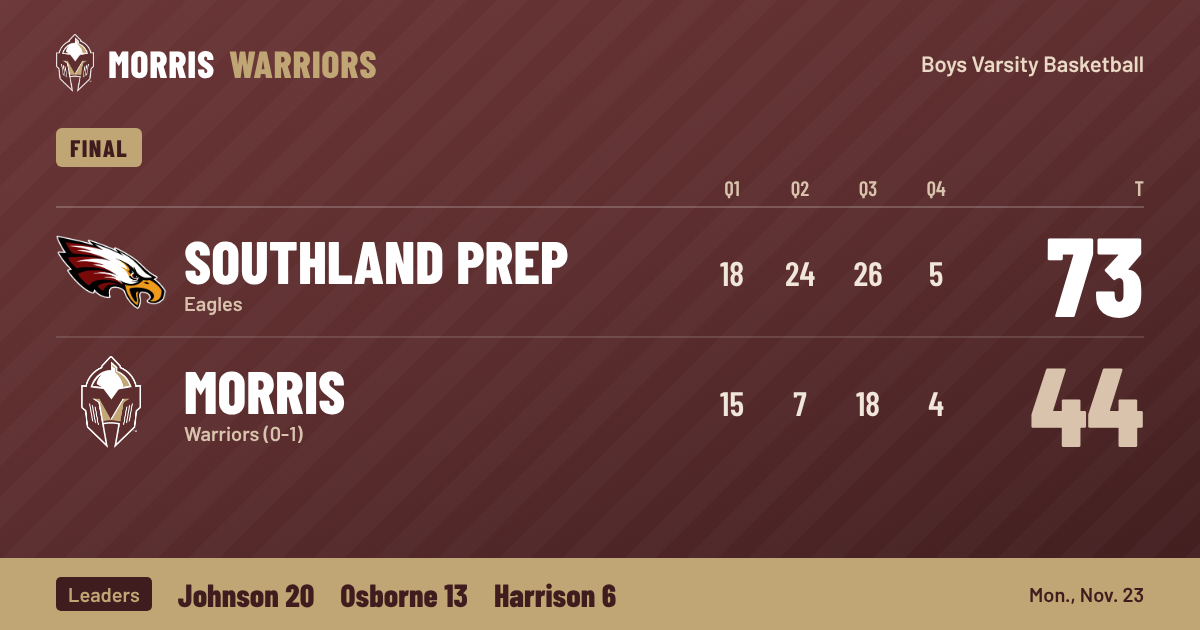 MORRIS WARRIORS
Boys Varsity Basketball
FINAL
Q1 Q2 Q3 Q4 T
SOUTHLAND PREP 18 24 26 5 73
Eagles
MORRIS 15 7 18 4 44
Warriors (0-1)
Leaders Johnson 20 Osborne 13 Harrison 6 Mon., Nov. 23